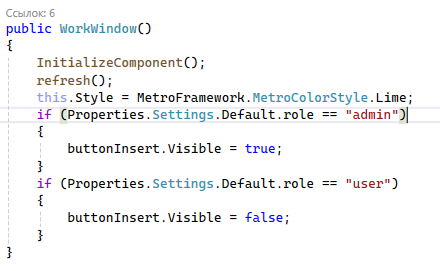 Ссылок: 6
public WorkWindow()
{
InitializeComponent();
refresh();
this.Style = MetroFramework.MetroColorStyle.Lime;
if (Properties.Settings.Default.role == "admin")
{
buttonInsert.Visible = true;
}
if (Properties.Settings.Default.role == "user")
{
buttonInsert.Visible = false;
}
}